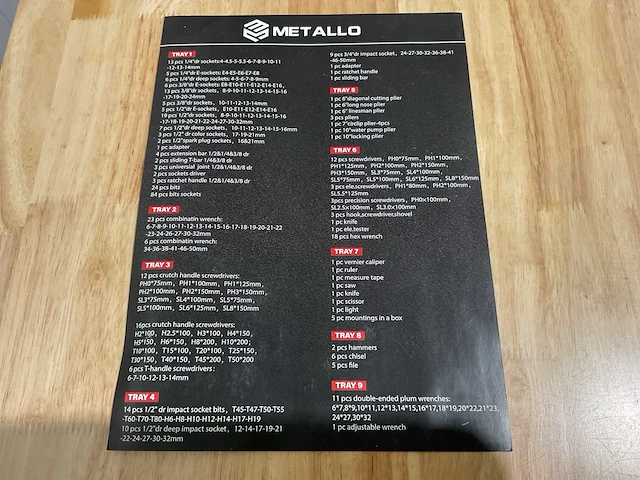 METALLO
TRAY 1
13 pcs 1/4"dr sockets:4-4.5-5-5.5-6-7-8-9-10-11
-12-13-14mm
5 pcs 1/4"dr E-sockets: E4-E5-E6-E7-E8
6 pcs 1/4"dr deep sockets: 4-5-6-7-8-9mm
6 pcs 3/8"dr E-sockets: E8-E10-E11-E12-E14-E16,
13 pcs 3/8"dr sockets, 8-9-10-11-12-13-14-15-16
-17-18-19-20-24mm
5 pcs 3/8"dr sockets, 10-11-12-13-14mm
5 pcs 1/2"dr E-sockets, E10-E11-E12-E14-E16
19 pcs 1/2"dr sockets, 8-9-10-11-12-13-14-15-16
-17-18-19-20-21-22-24-27-30-32mm
7 pcs 1/2"dr deep sockets, 10-11-12-13-14-15-16mm
3 pcs 1/2" dr color sockets, 17-19-21mm
2 pcs 1/2"spark plug sockets, 16&21mm
1 pc adapter
4 pcs extension bar 1/2&1/4&3/8 dr
2 pcs sliding T-bar 1/4&3/8 dr
3 pcs universial joint 1/2&1/4&3/8 dr
2 pcs sockets driver
3 pcs ratchet handle 1/2&1/4&3/8 dr
24 pcs bits
84 pcs bit sockets
TRAY 2
23 pcs combinatin wrench:
6-7-8-9-10-11-12-13-14-15-16-17-18-19-20-21-22
-23-24-26-27-30-32mm
6 pcs combinatin wrench:
34-36-38-41-46-50mm
TRAY 3
12 pcs crutch handle screwdrivers:
PH0*75mm, PH1*100mm, PH1*125mm,
PH2*100mm, PH2*150mm, PH3*150mm,
SL3*75mm, SL4*100mm, SL5*75mm,
SL5*100mm, SL6*125mm, SL8*150mm
16pcs crutch handle screwdrivers:
H2*100, H2.5*100, H3*100, H4*150,
H5*150, H6*150, H8*200, H10*200;
T10*100, T15*100, T20*100, T25*150,
T30*150, T40*150, T45*200, T50*200
6 pcs T-handle screwdrivers:
6-7-10-12-13-14mm
TRAY 4
14 pcs 1/2" dr impact socket bits, T45-T47-T50-T55
-T60-T70-T80-H6-H8-H10-H12-H14-H17-H19
10 pcs 1/2"dr deep impact socket, 12-14-17-19-21
-22-24-27-30-32mm
9 pcs 3/4"dr impact socket, 24-27-30-32-36-38-41
-46-50mm
1 pc adapter
1 pc ratchet handle
1 pc sliding bar
TRAY 5
1 pc 6"diagonal cutting plier
1 pc 6"long nose plier
1 pc 6" linesman plier
3 pcs pliers
1 pc 7"circlip plier-4pcs
1 pc 10"water pump plier
1 pc 10"locking plier
TRAY 6
12 pcs screwdrivers, PH0*75mm, PH1*100mm,
PH1*125mm, PH2*100mm, PH2*150mm,
PH3*150mm, SL3*75mm, SL4*100mm,
SL5*75mm, SL5*100mm, SL6*125mm, SL8*150mm
3 pcs ele.screwdrivers, PH1*80mm, PH2*100mm,
SL5.5*125mm
3pcs precision screwdrivers, PH0x100mm,
SL2.5x100mm, SL3.0x100mm
3 pcs hook,screwdriver,shovel
1 pc knife
1 pc ele.tester
18 pcs hex wrench
TRAY 7
1 pc vernier caliper
1 pc ruler
1 pc measure tape
1 pc saw
1 pc knife
1 pc scissor
1 pc light
5 pc mountings in a box
TRAY 8
2 pcs hammers
6 pcs chisel
5 pcs file
TRAY 9
11 pcs double-ended plum wrenches:
6*7,8*9,10*11,12*13,14*15,16*17,18*19,20*22,21*23,
24*27,30*32
1 pc adjustable wrench